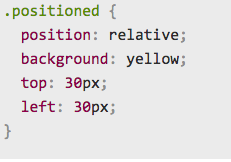 .positioned {
  position: relative;
  background: yellow;
  top: 30px;
  left: 30px;
}